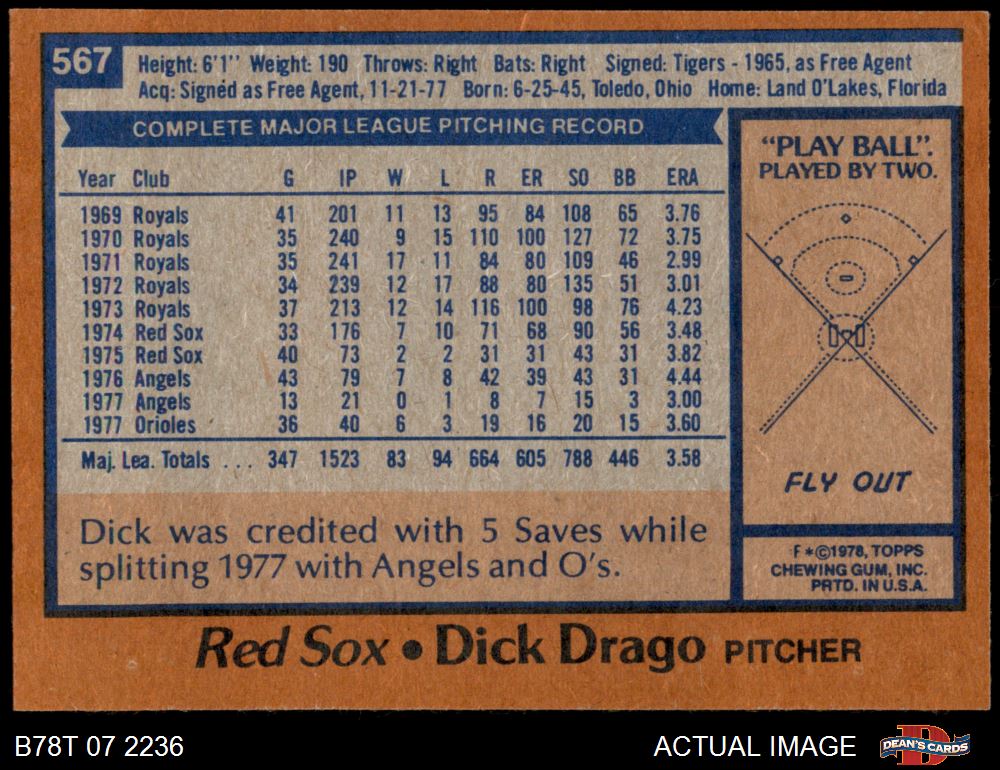 567
Height: 6'1'' Weight: 190 Throws: Right Bats: Right Signed: Tigers - 1965, as Free Agent
Acq: Signed as Free Agent, 11-21-77 Born: 6-25-45, Toledo, Ohio Home: Land O'Lakes, Florida
COMPLETE MAJOR LEAGUE PITCHING RECORD
Year Club G IP W L R ER SO BB ERA
1969 Royals 41 201 11 13 95 84 108 65 3.76
1970 Royals 35 240 9 15 110 100 127 72 3.75
1971 Royals 35 241 17 11 84 80 109 46 2.99
1972 Royals 34 239 12 17 88 80 135 51 3.01
1973 Royals 37 213 12 14 116 100 98 76 4.23
1974 Red Sox 33 176 7 10 71 68 90 56 3.48
1975 Red Sox 40 73 2 2 31 31 43 31 3.82
1976 Angels 43 79 7 8 42 39 43 31 4.44
1977 Angels 13 21 0 1 8 7 15 3 3.00
1977 Orioles 36 40 6 3 19 16 20 15 3.60
Maj. Lea. Totals ... 347 1523 83 94 664 605 788 446 3.58
Dick was credited with 5 Saves while
splitting 1977 with Angels and O's.
"PLAY BALL".
PLAYED BY TWO.
FLY OUT
F*©1978, TOPPS
CHEWING GUM, INC.
PRTD. IN U.S.A.
Red Sox • Dick Drago PITCHER
B78T 07 2236
ACTUAL IMAGE
D
DEAN'S CARDS